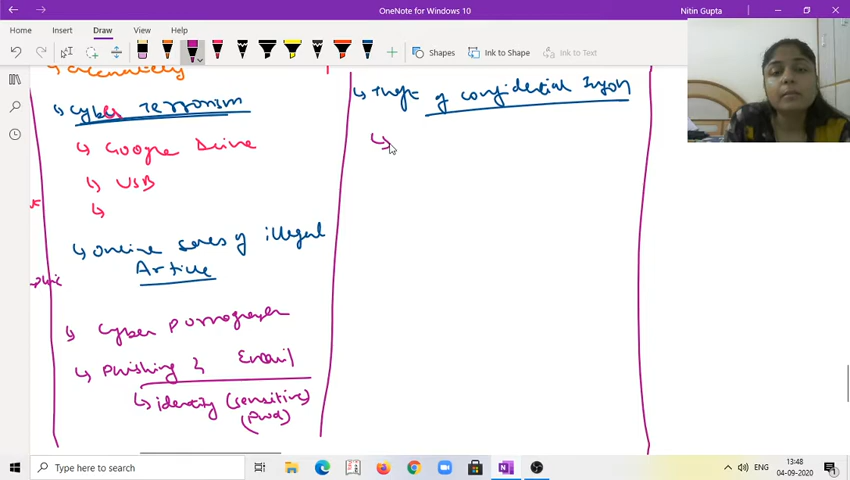 OneNote for Windows 10
Nitin Gupta
Home Insert Draw View Help
Shapes Ink to Shape Ink to Text
accurately
Cyber Terrorism
Google Drive
USB
Online sales of illegal
Article
Cyber Pornography
Phishing & Email
identity (sensitive)
(Pwd)
Theft of confidential Infon
Type here to search
ENG
13:48
04-09-2020